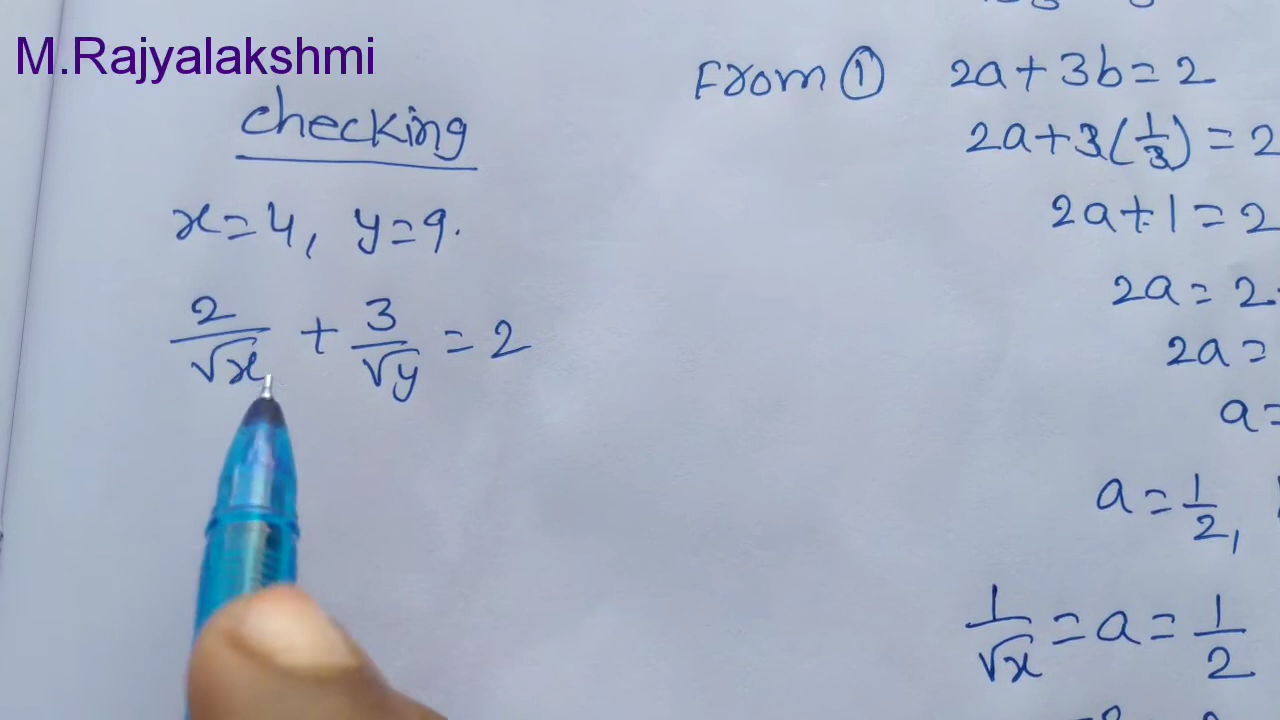 M.Rajyalakshmi
checking
x=4, y=9.
2/√x + 3/√y = 2
From ① 2a+3b=2
2a+3(1/3)=2
2a+1=2
2a=2
2a=
a=
a=1/2,
1/√x=a=1/2